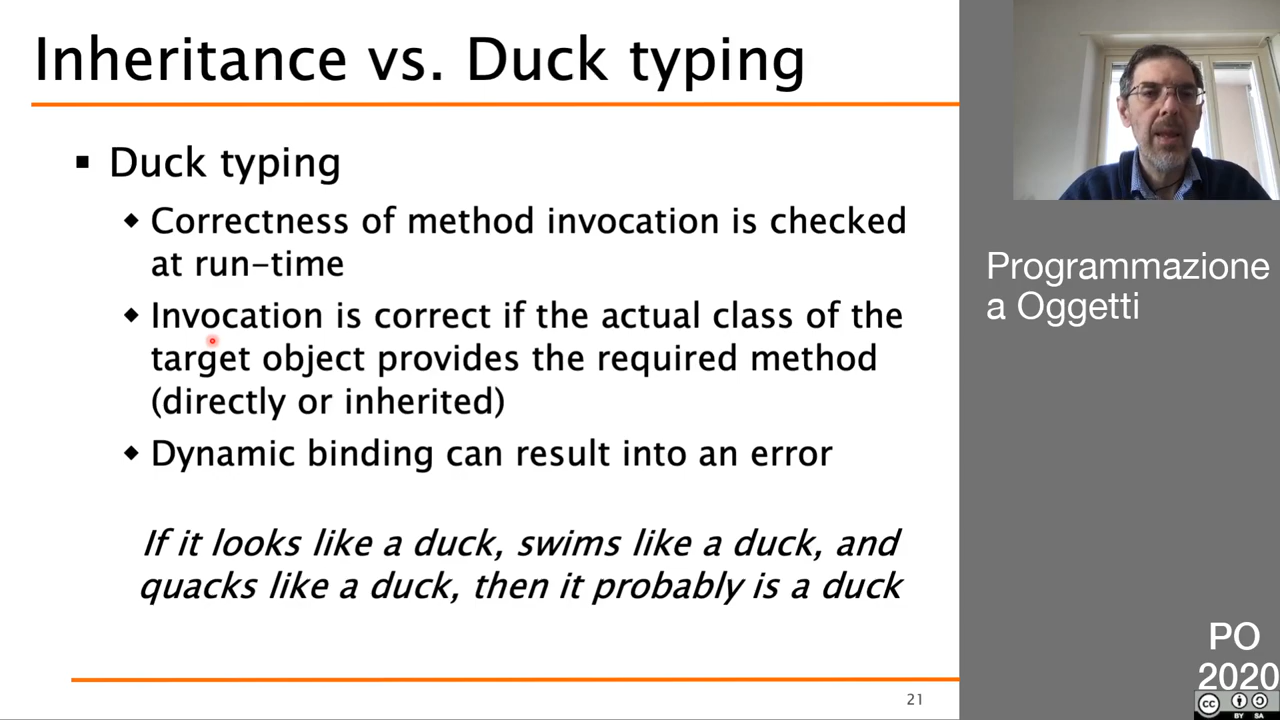 Inheritance vs. Duck typing
▪ Duck typing
◆ Correctness of method invocation is checked
at run-time
◆ Invocation is correct if the actual class of the
target object provides the required method
(directly or inherited)
◆ Dynamic binding can result into an error
If it looks like a duck, swims like a duck, and
quacks like a duck, then it probably is a duck
21
Programmazione
a Oggetti
PO
2020
cc
BY SA